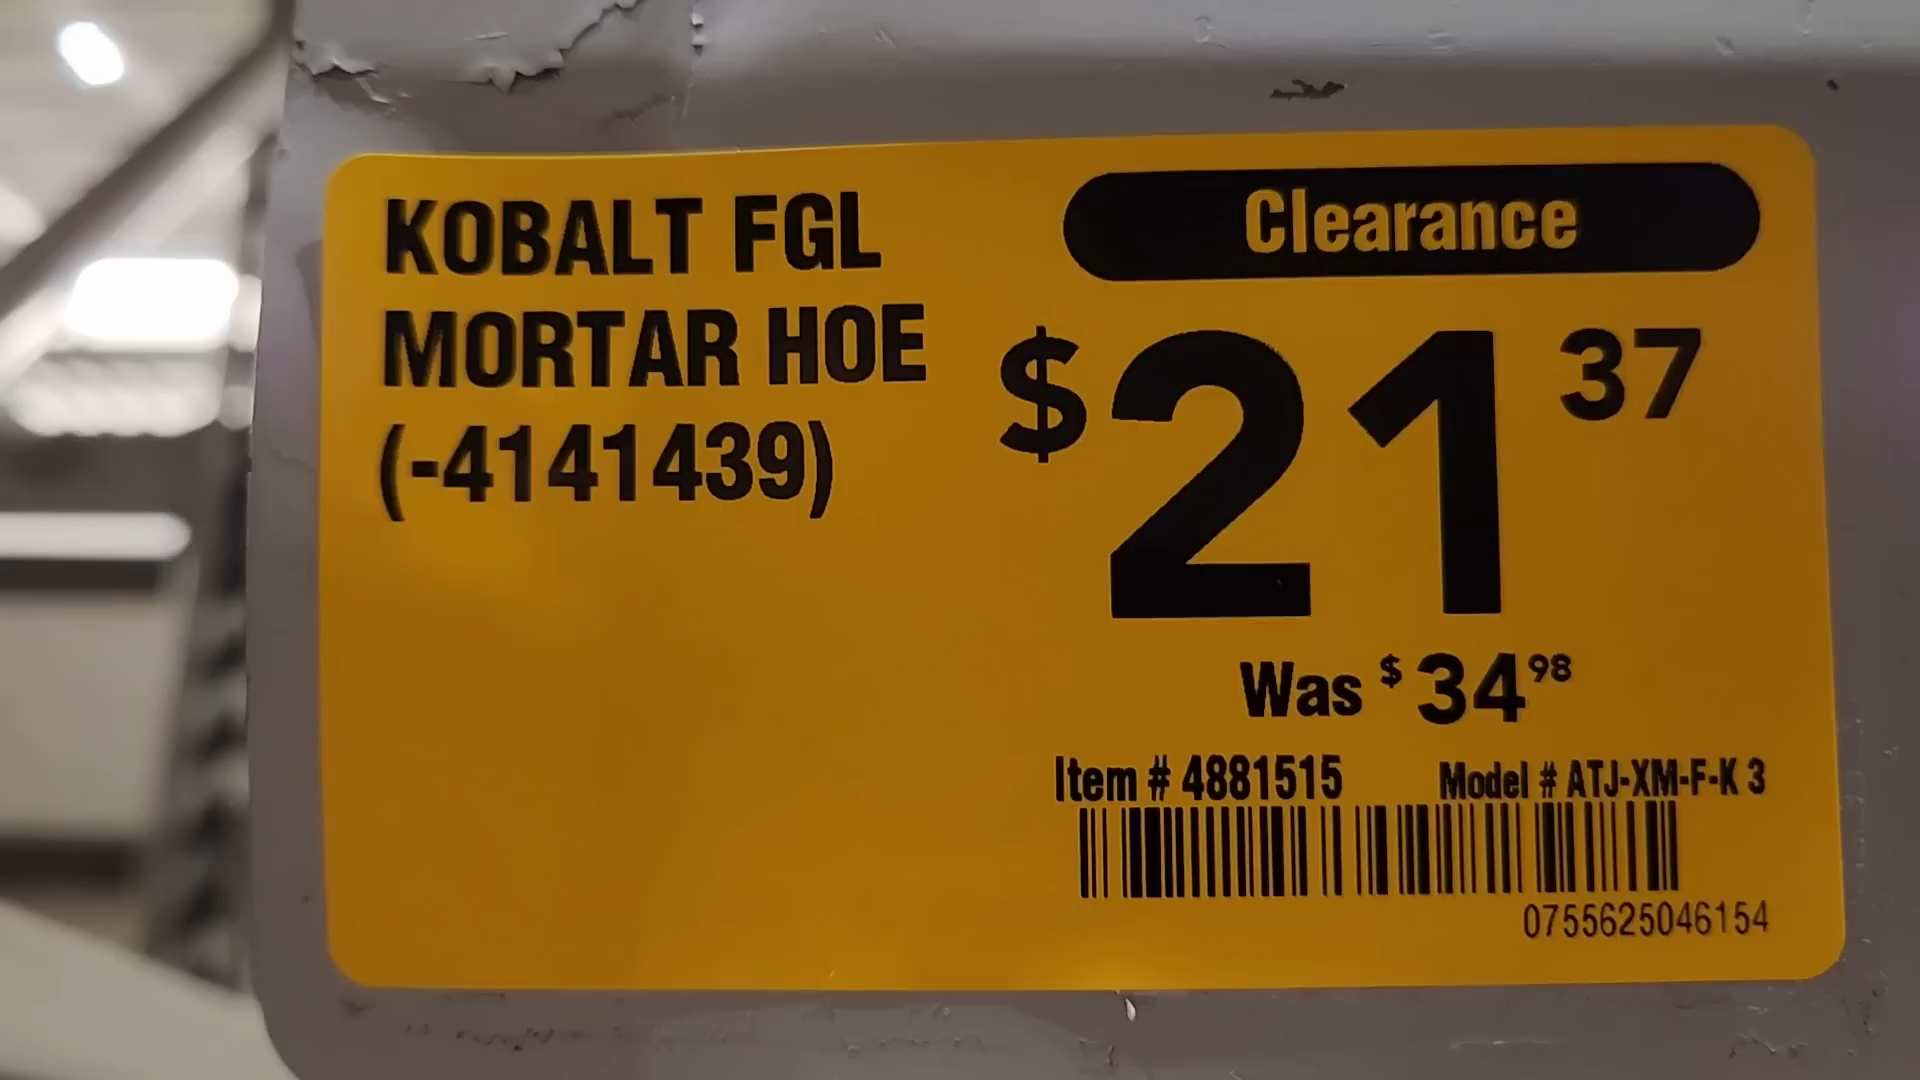 KOBALT FGL
MORTAR HOE
(-4141439)
Clearance
$21 37
Was $34 98
Item # 4881515 Model # ATJ-XM-F-K 3
0755625046154